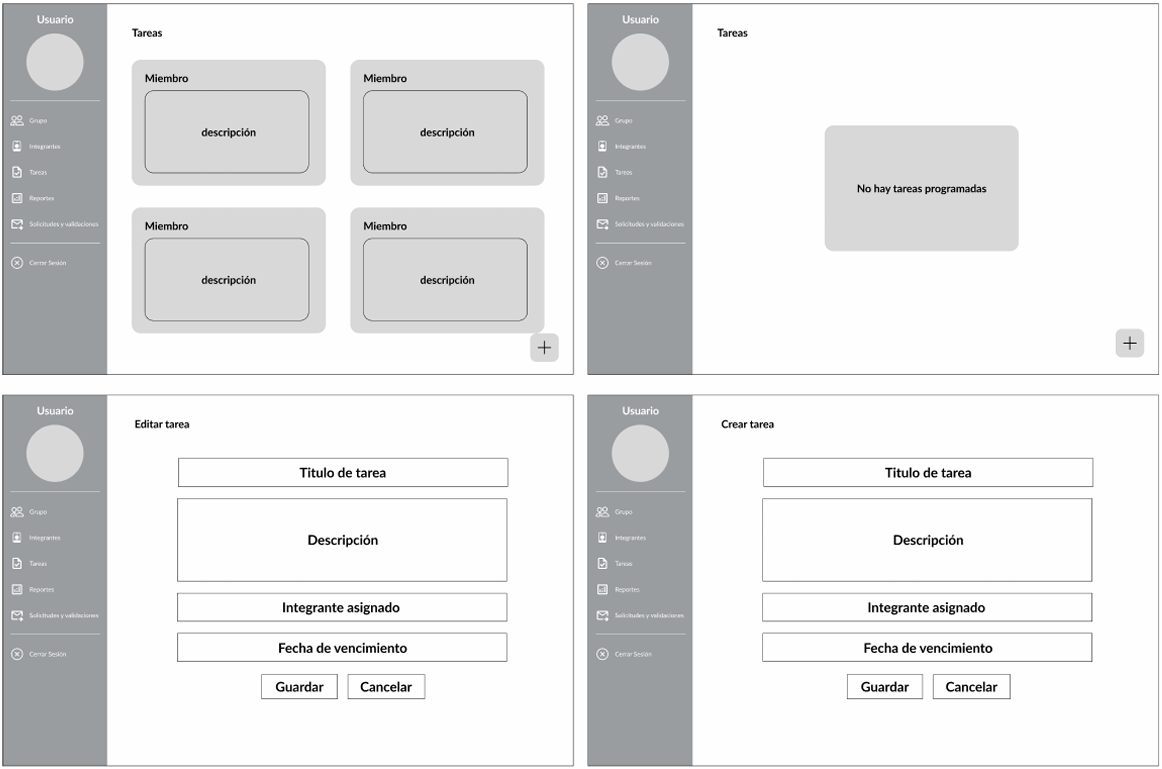 Usuario
Grupo
Integrantes
Tareas
Reportes
Solicitudes y validaciones
Cerrar Sesión
Tareas
Miembro
descripción
Miembro
descripción
Miembro
descripción
Miembro
descripción
Usuario
Grupo
Integrantes
Tareas
Reportes
Solicitudes y validaciones
Cerrar Sesión
Tareas
No hay tareas programadas
Usuario
Grupo
Integrantes
Tareas
Reportes
Solicitudes y validaciones
Cerrar Sesión
Editar tarea
Titulo de tarea
Descripción
Integrante asignado
Fecha de vencimiento
Guardar Cancelar
Usuario
Grupo
Integrantes
Tareas
Reportes
Solicitudes y validaciones
Cerrar Sesión
Crear tarea
Titulo de tarea
Descripción
Integrante asignado
Fecha de vencimiento
Guardar Cancelar